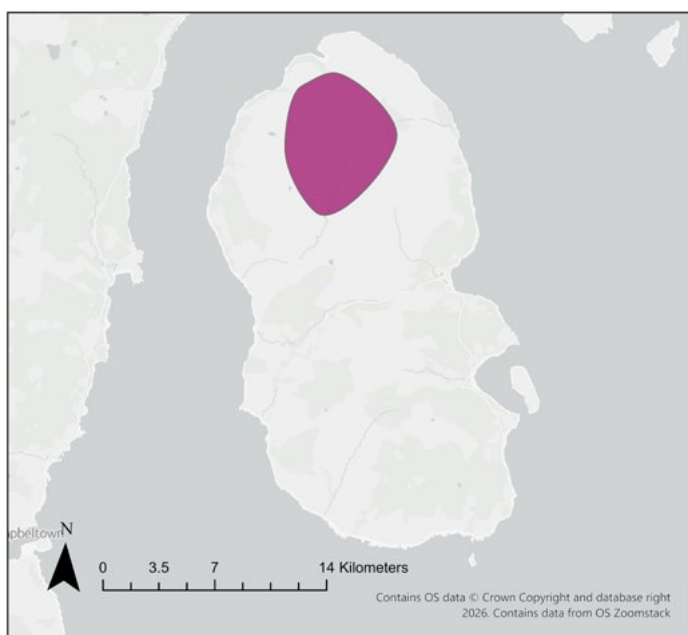 pbeltown
N
0 3.5 7 14 Kilometers
Contains OS data © Crown Copyright and database right
2026. Contains data from OS Zoomstack